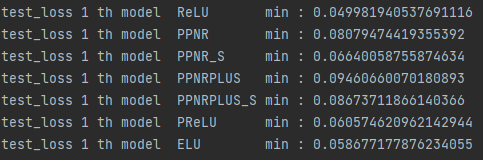 test_loss 1 th model  ReLU       min : 0.049981940537691116
test_loss 1 th model  PPNR       min : 0.08079474419355392
test_loss 1 th model  PPNR_S     min : 0.06640058755874634
test_loss 1 th model  PPNRPLUS   min : 0.09460660070180893
test_loss 1 th model  PPNRPLUS_S min : 0.08673711866140366
test_loss 1 th model  PReLU      min : 0.060574620962142944
test_loss 1 th model  ELU        min : 0.058677177876234055